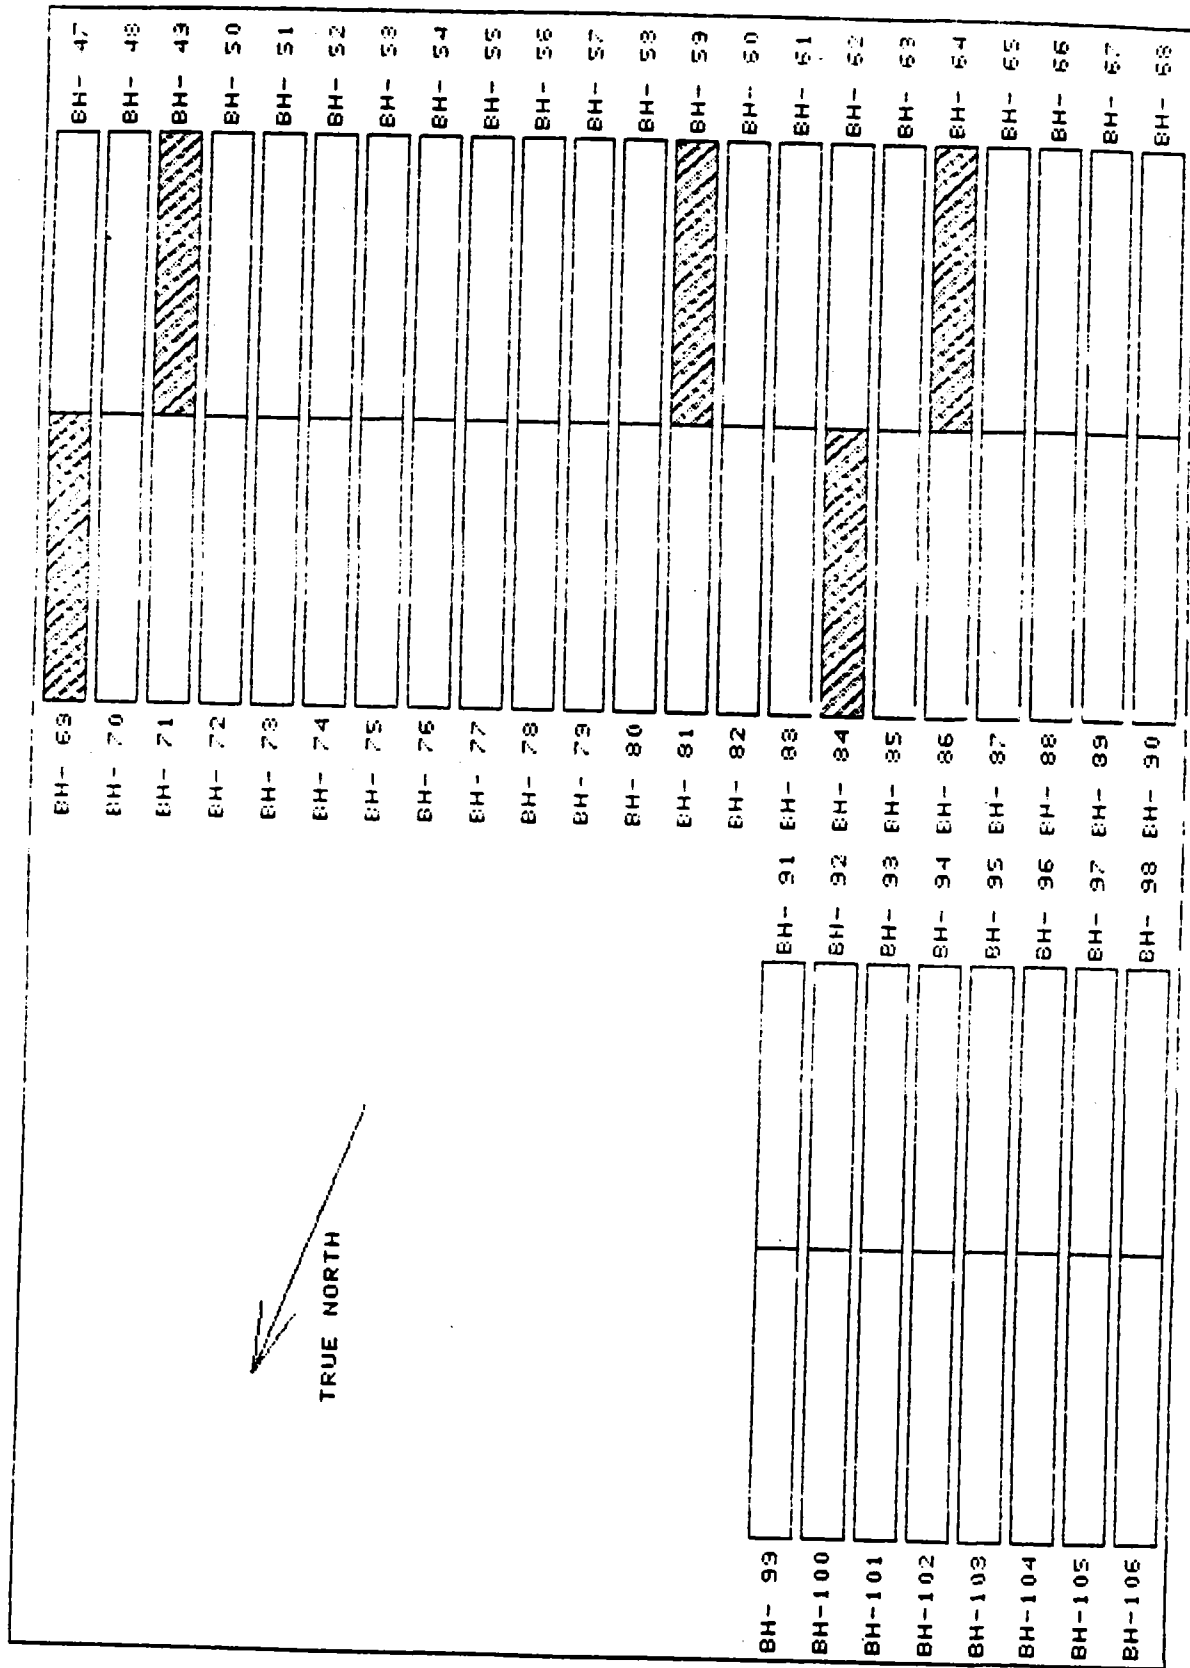 BH- 47
BH- 48
BH- 49
BH- 50
BH- 51
BH- 52
BH- 53
BH- 54
BH- 55
BH- 56
BH- 57
BH- 58
BH- 59
BH- 60
BH- 61
BH- 62
BH- 63
BH- 64
BH- 65
BH- 66
BH- 67
BH- 68
BH- 69
BH- 70
BH- 71
BH- 72
BH- 73
BH- 74
BH- 75
BH- 76
BH- 77
BH- 78
BH- 79
BH- 80
BH- 81
BH- 82
BH- 83
BH- 84
BH- 85
BH- 86
BH- 87
BH- 88
BH- 89
BH- 90
BH- 91
BH- 92
BH- 93
BH- 94
BH- 95
BH- 96
BH- 97
BH- 98
TRUE NORTH
BH- 99
BH-100
BH-101
BH-102
BH-103
BH-104
BH-105
BH-106